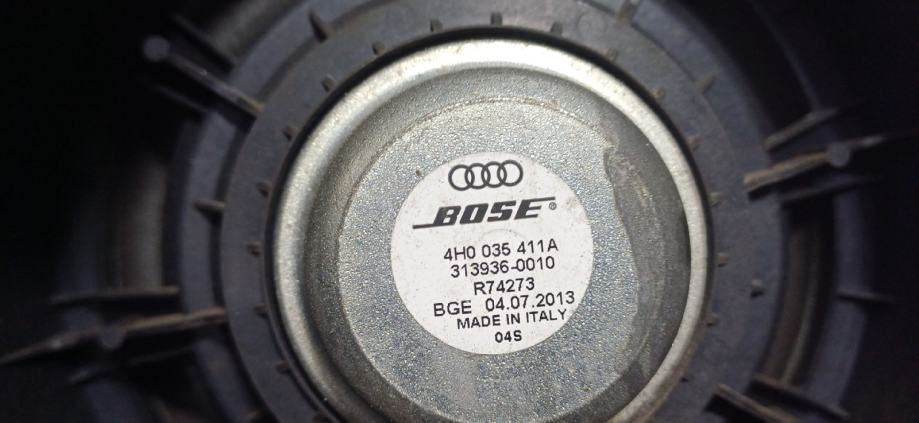 BOSE®
4H0 035 411A
313936-0010
R74273
BGE 04.07.2013
MADE IN ITALY
04S